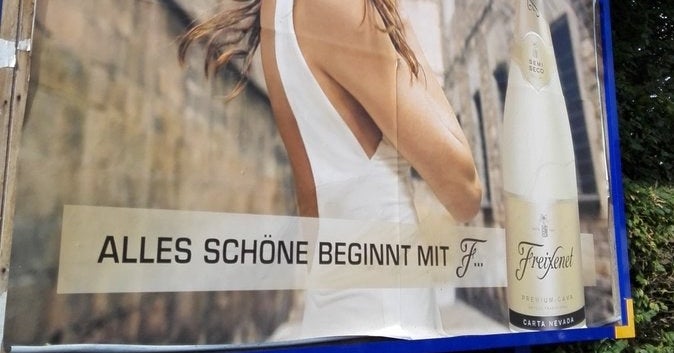 SEMI
SECO
ALLES SCHÖNE BEGINNT MIT F...
Freixenet
PREMIUM CAVA
CARTA NEVADA